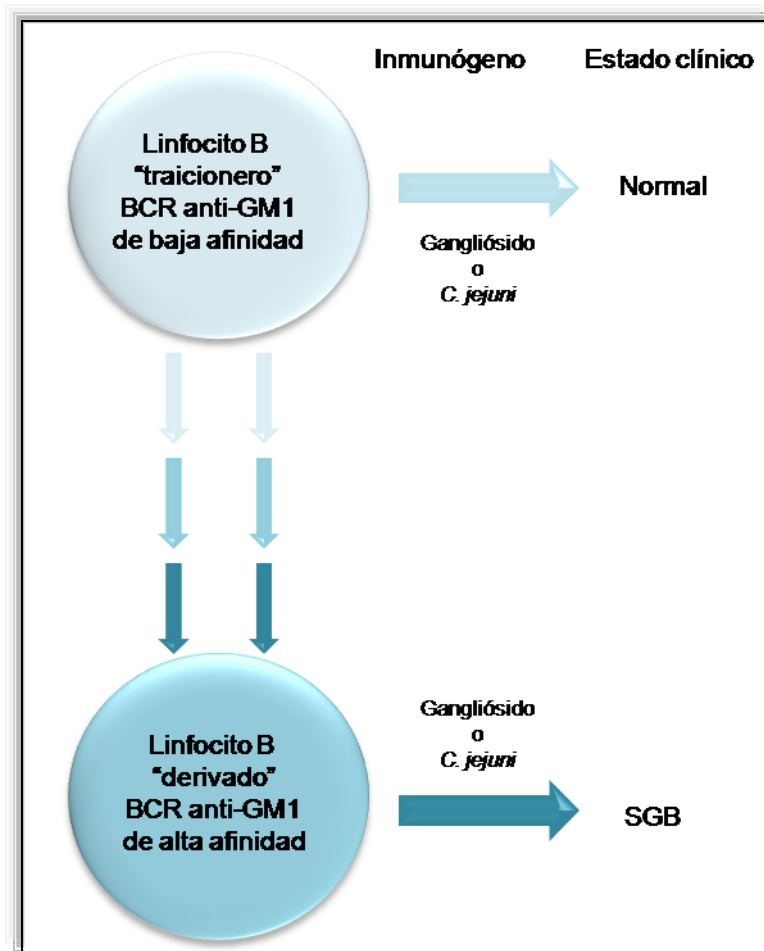 Inmunógeno Estado clínico
Linfocito B
“traicionero”
BCR anti-GM1
de baja afinidad
Normal
Gangliósido
o
C. jejuni
Linfocito B
“derivado”
BCR anti-GM1
de alta afinidad
Gangliósido
o
C. jejuni
SGB